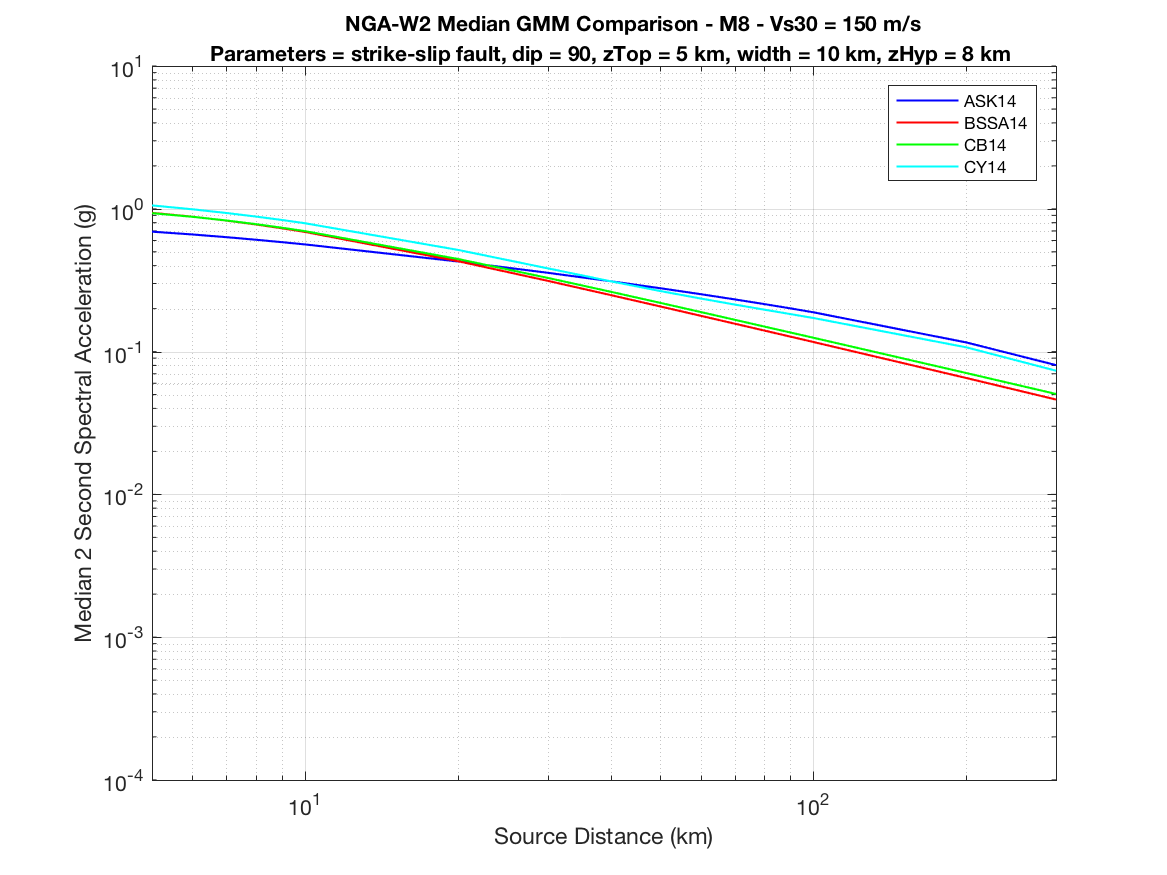 NGA-W2 Median GMM Comparison - M8 - Vs30 = 150 m/s
Parameters = strike-slip fault, dip = 90, zTop = 5 km, width = 10 km, zHyp = 8 km
10^1
10^0
10^-1
10^-2
10^-3
10^-4
Median 2 Second Spectral Acceleration (g)
ASK14
BSSA14
CB14
CY14
10^1
10^2
Source Distance (km)